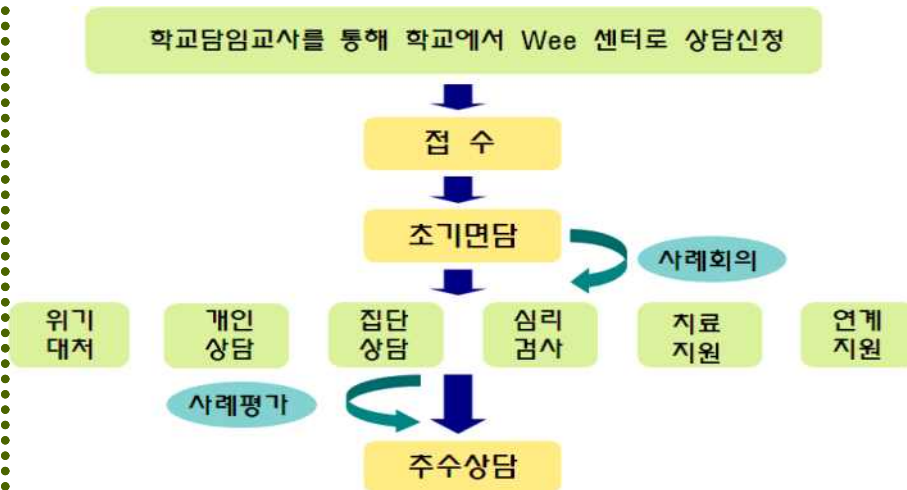 학교담임교사를 통해 학교에서 Wee 센터로 상담신청
접 수
초기면담
사례회의
위기
대처
개인
상담
집단
상담
심리
검사
치료
지원
연계
지원
사례평가
추수상담